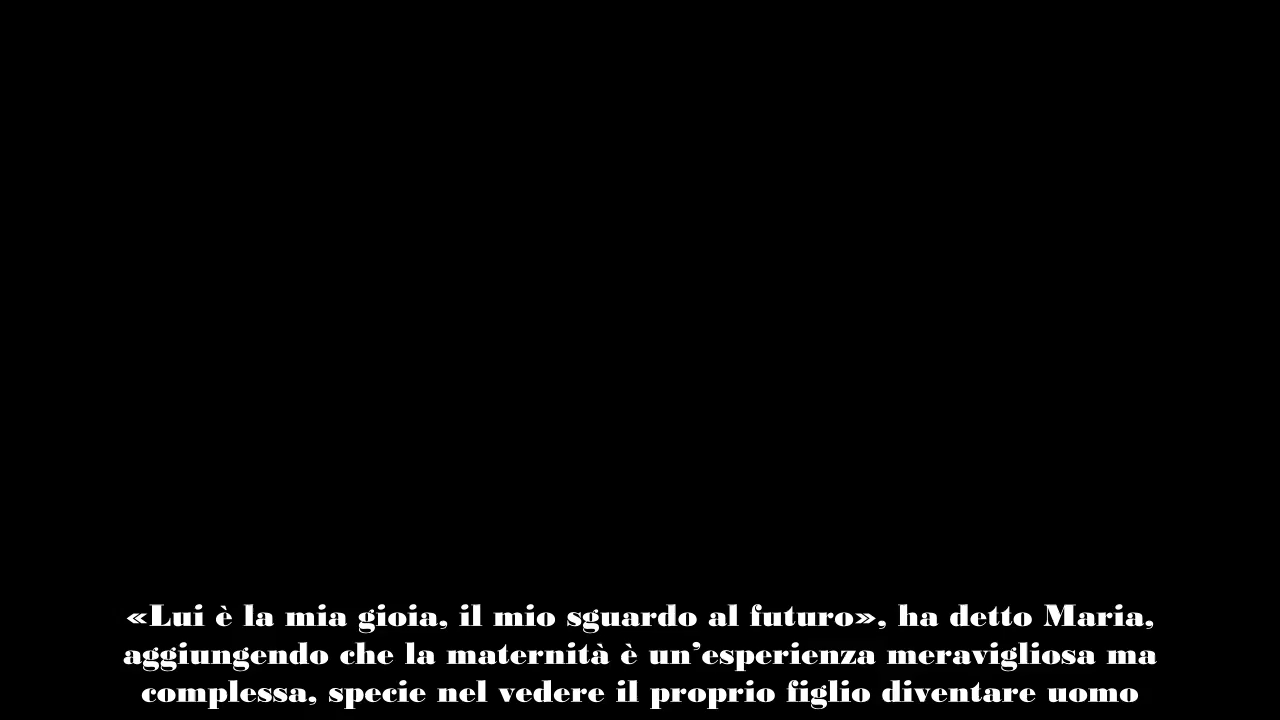 «Lui è la mia gioia, il mio sguardo al futuro», ha detto Maria,
aggiungendo che la maternità è un’esperienza meravigliosa ma
complessa, specie nel vedere il proprio figlio diventare uomo